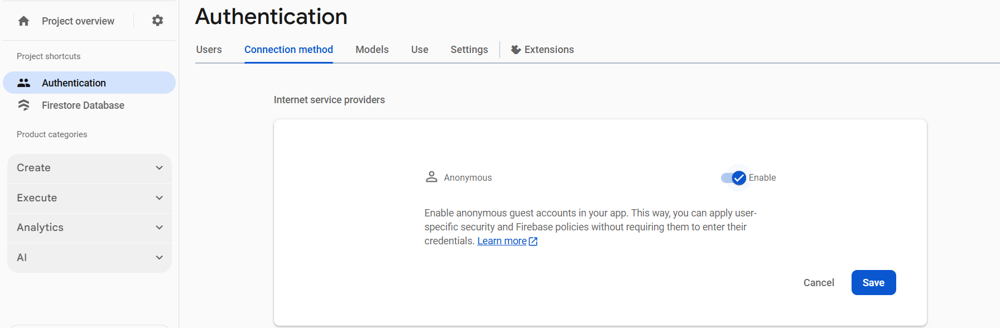 Project overview
Project shortcuts
Authentication
Firestore Database
Product categories
Create
Execute
Analytics
AI
Authentication
Users
Connection method
Models
Use
Settings
Extensions
Internet service providers
Anonymous
Enable
Enable anonymous guest accounts in your app. This way, you can apply user-
specific security and Firebase policies without requiring them to enter their
credentials. Learn more
Cancel
Save